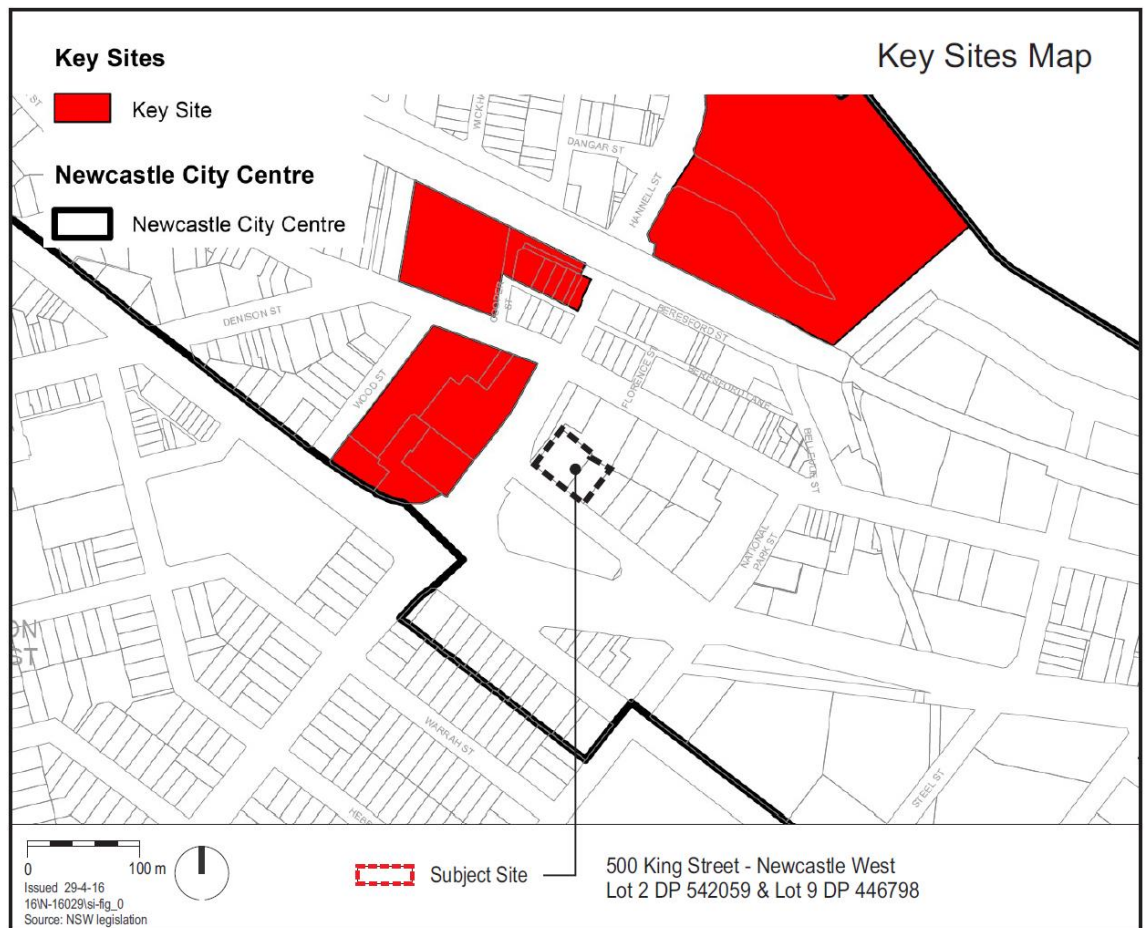 Key Sites Map
Key Sites
Key Site
Newcastle City Centre
Newcastle City Centre
DANGAR ST
HANNELL ST
DENISON ST
COOPER ST
BERESFORD ST
WOOD ST
FLORENCE ST
BERESFORD LANE
BELLEVUE ST
NATIONAL
PARK ST
WARRAH ST
STEEL ST
0
100 m
Issued 29-4-16
16\N-16029\si-fig_0
Source: NSW legislation
Subject Site
500 King Street - Newcastle West
Lot 2 DP 542059 & Lot 9 DP 446798